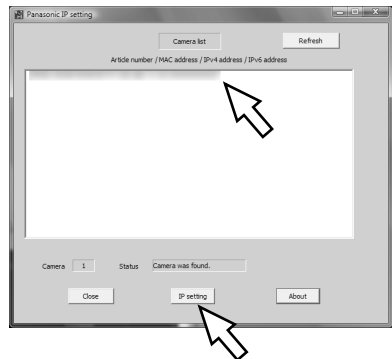 Panasonic IP setting
Camera list
Refresh
Article number / MAC address / IPv4 address / IPv6 address
Camera 1 Status Camera was found.
Close IP setting About